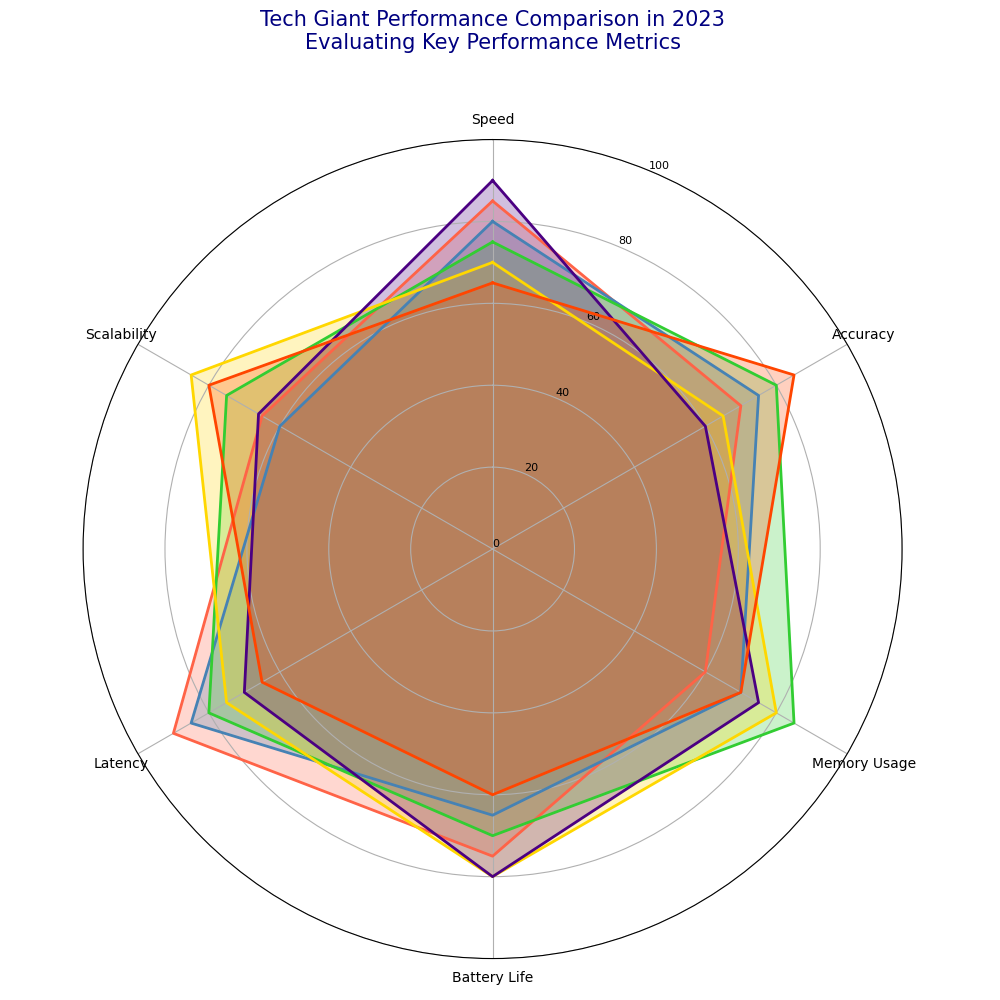 Tech Giant Performance Comparison in 2023
Evaluating Key Performance Metrics
Speed
100
80
60
Scalability
Accuracy
40
20
0
Latency
Memory Usage
Battery Life